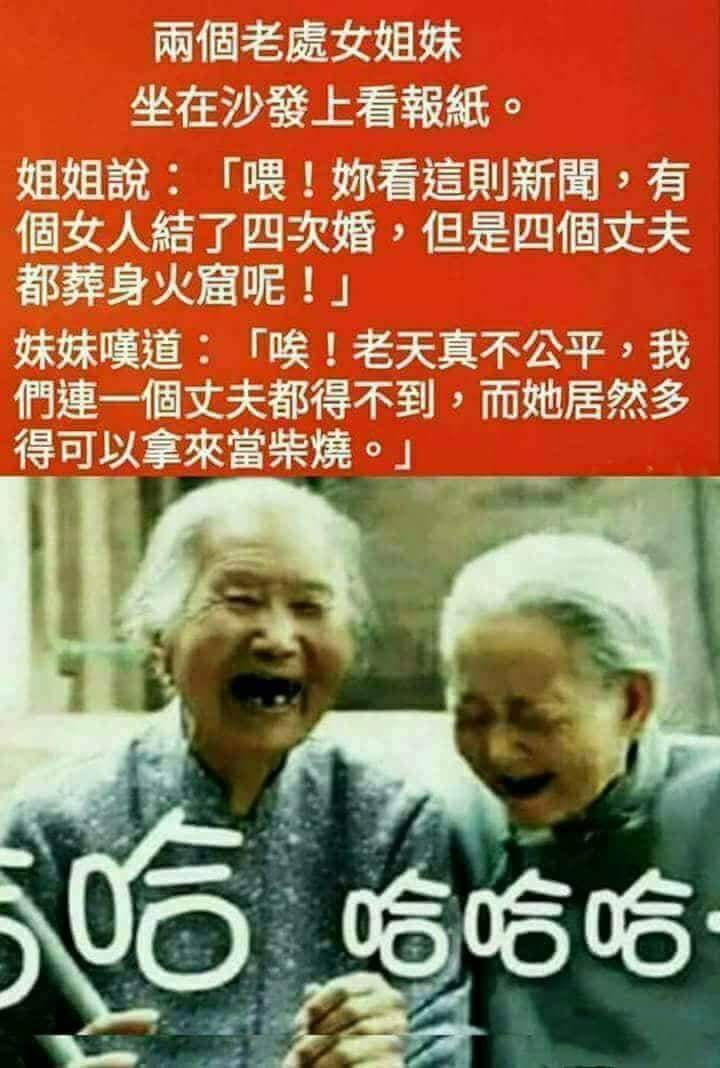 兩個老處女姐妹
坐在沙發上看報紙。
姐姐說：「喂！妳看這則新聞，有
個女人結了四次婚，但是四個丈夫
都葬身火窟呢！」
妹妹嘆道：「唉！老天真不公平，我
們連一個丈夫都得不到，而她居然多
得可以拿來當柴燒。」
哈哈 哈哈哈